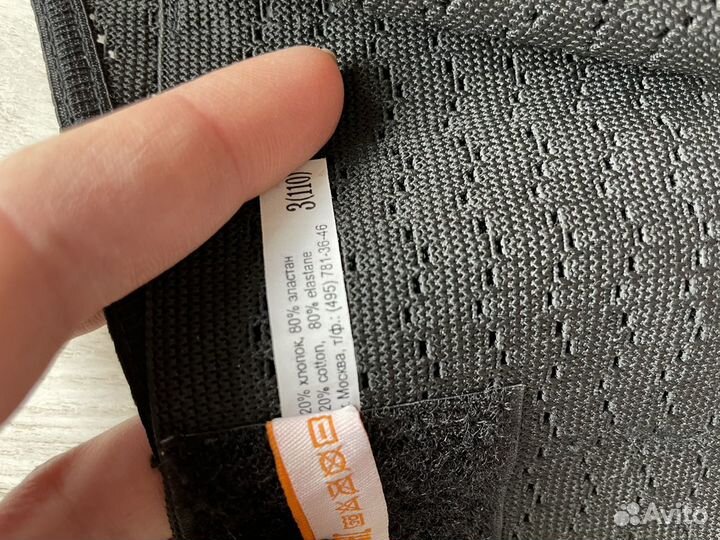 3(110)
20% хлопок, 80% эластан
20% cotton, 80% elastane
г. Москва, т/ф.: (495) 781-36-46
Avito